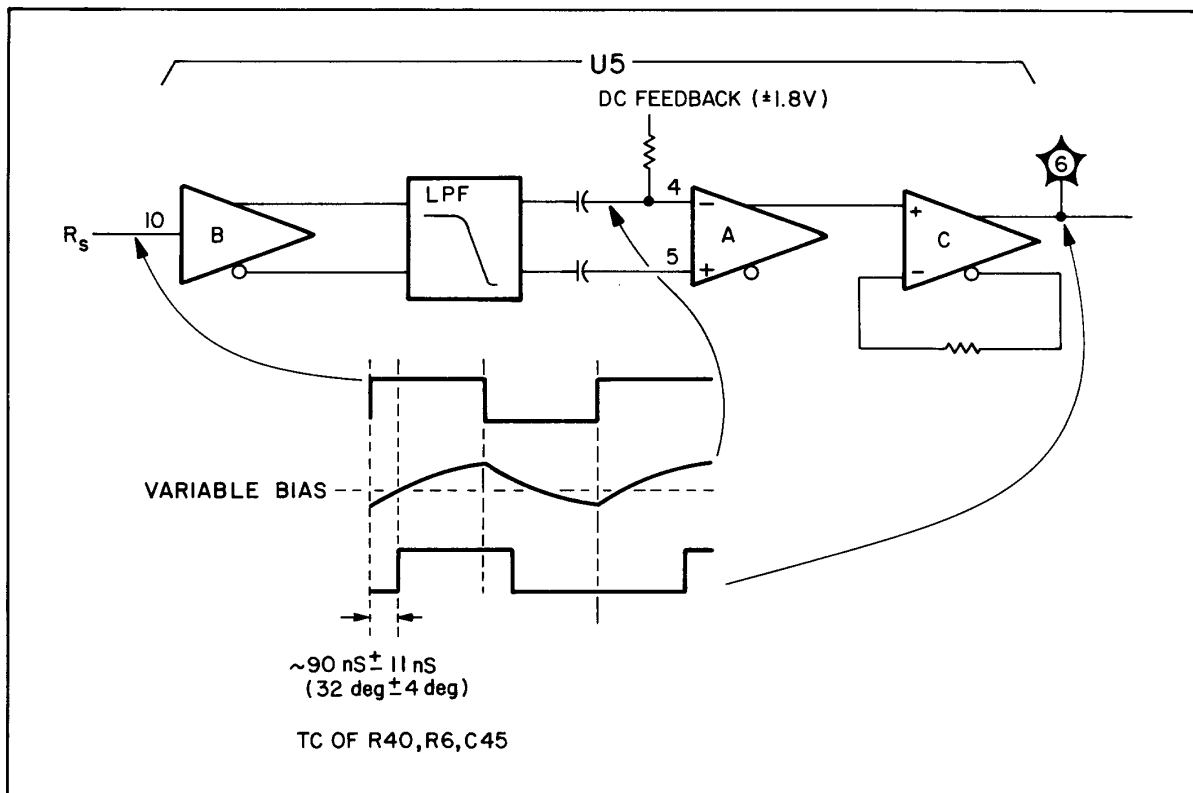 U5
DC FEEDBACK (±1.8V)
6
LPF
4
10
B
A
C
R_s
5
+
−
+
−
VARIABLE BIAS
~90 nS ± 11 nS
(32 deg ± 4 deg)
TC OF R40, R6, C45